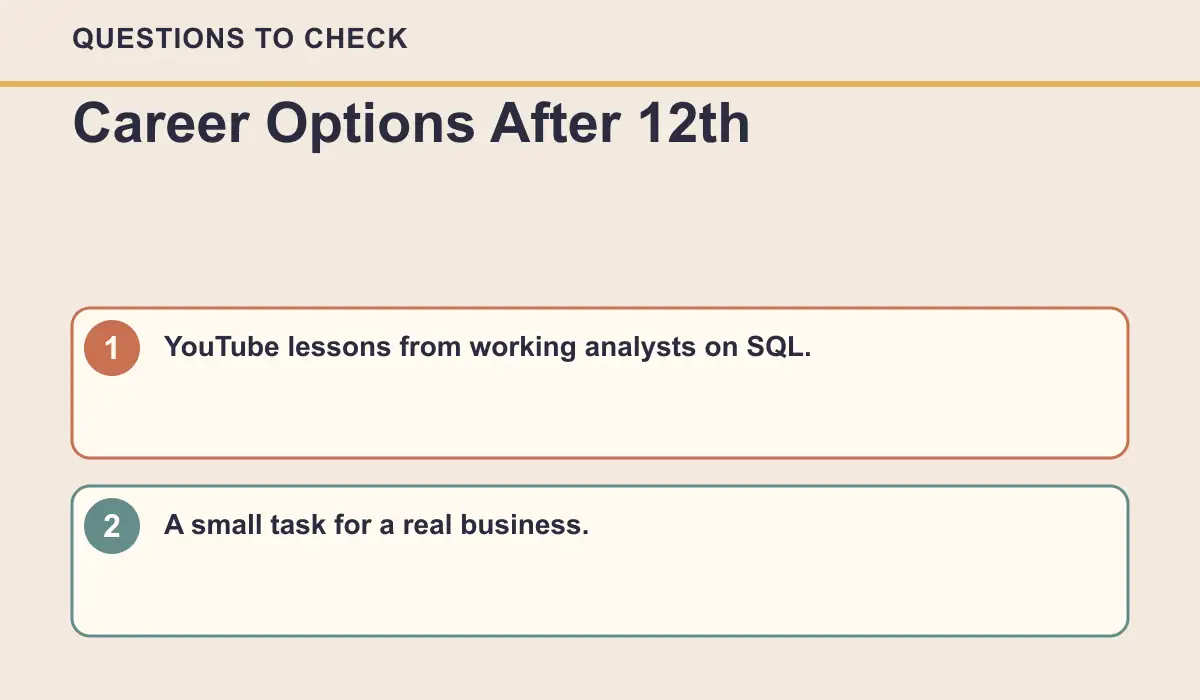 QUESTIONS TO CHECK
Career Options After 12th
1
YouTube lessons from working analysts on SQL.
2
A small task for a real business.